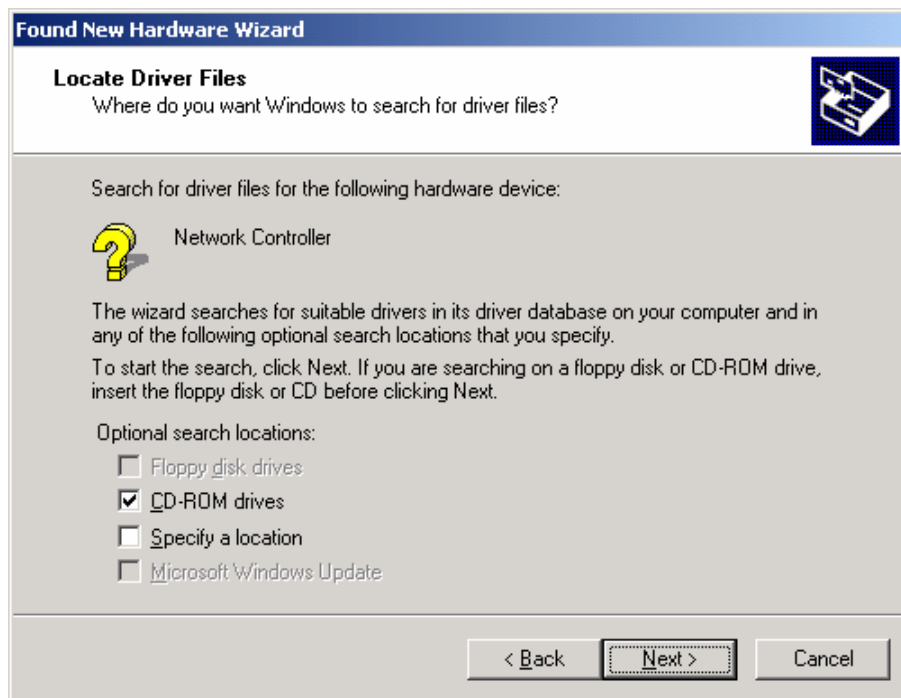 Found New Hardware Wizard
Locate Driver Files
Where do you want Windows to search for driver files?
Search for driver files for the following hardware device:
Network Controller
The wizard searches for suitable drivers in its driver database on your computer and in
any of the following optional search locations that you specify.
To start the search, click Next. If you are searching on a floppy disk or CD-ROM drive,
insert the floppy disk or CD before clicking Next.
Optional search locations:
Floppy disk drives
CD-ROM drives
Specify a location
Microsoft Windows Update
< Back Next > Cancel